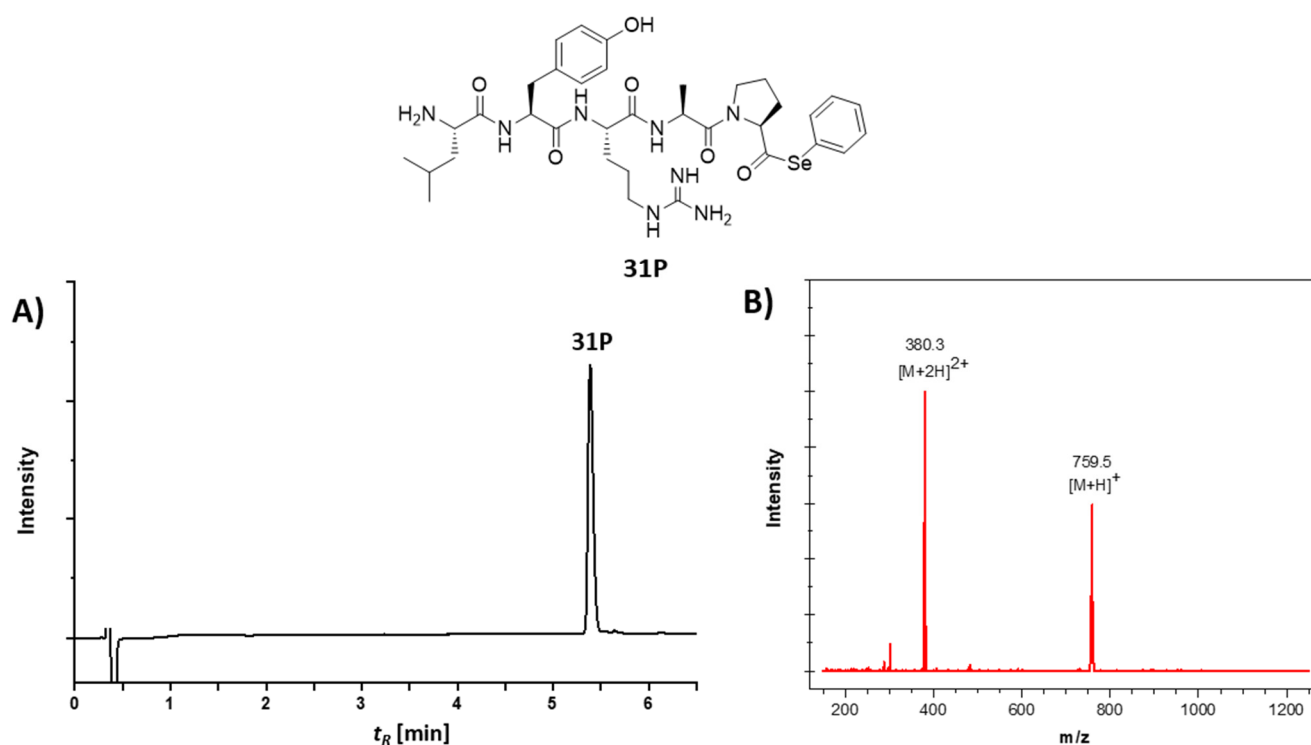 OH
O
H
N
O
O
H2N
N
H
O
N
H
O
N
O
Se
NH
N
H
NH2
31P
A)
31P
Intensity
0
1
2
3
4
5
6
tR [min]
B)
380.3
[M+2H]2+
759.5
[M+H]+
Intensity
200
400
600
800
1000
1200
m/z